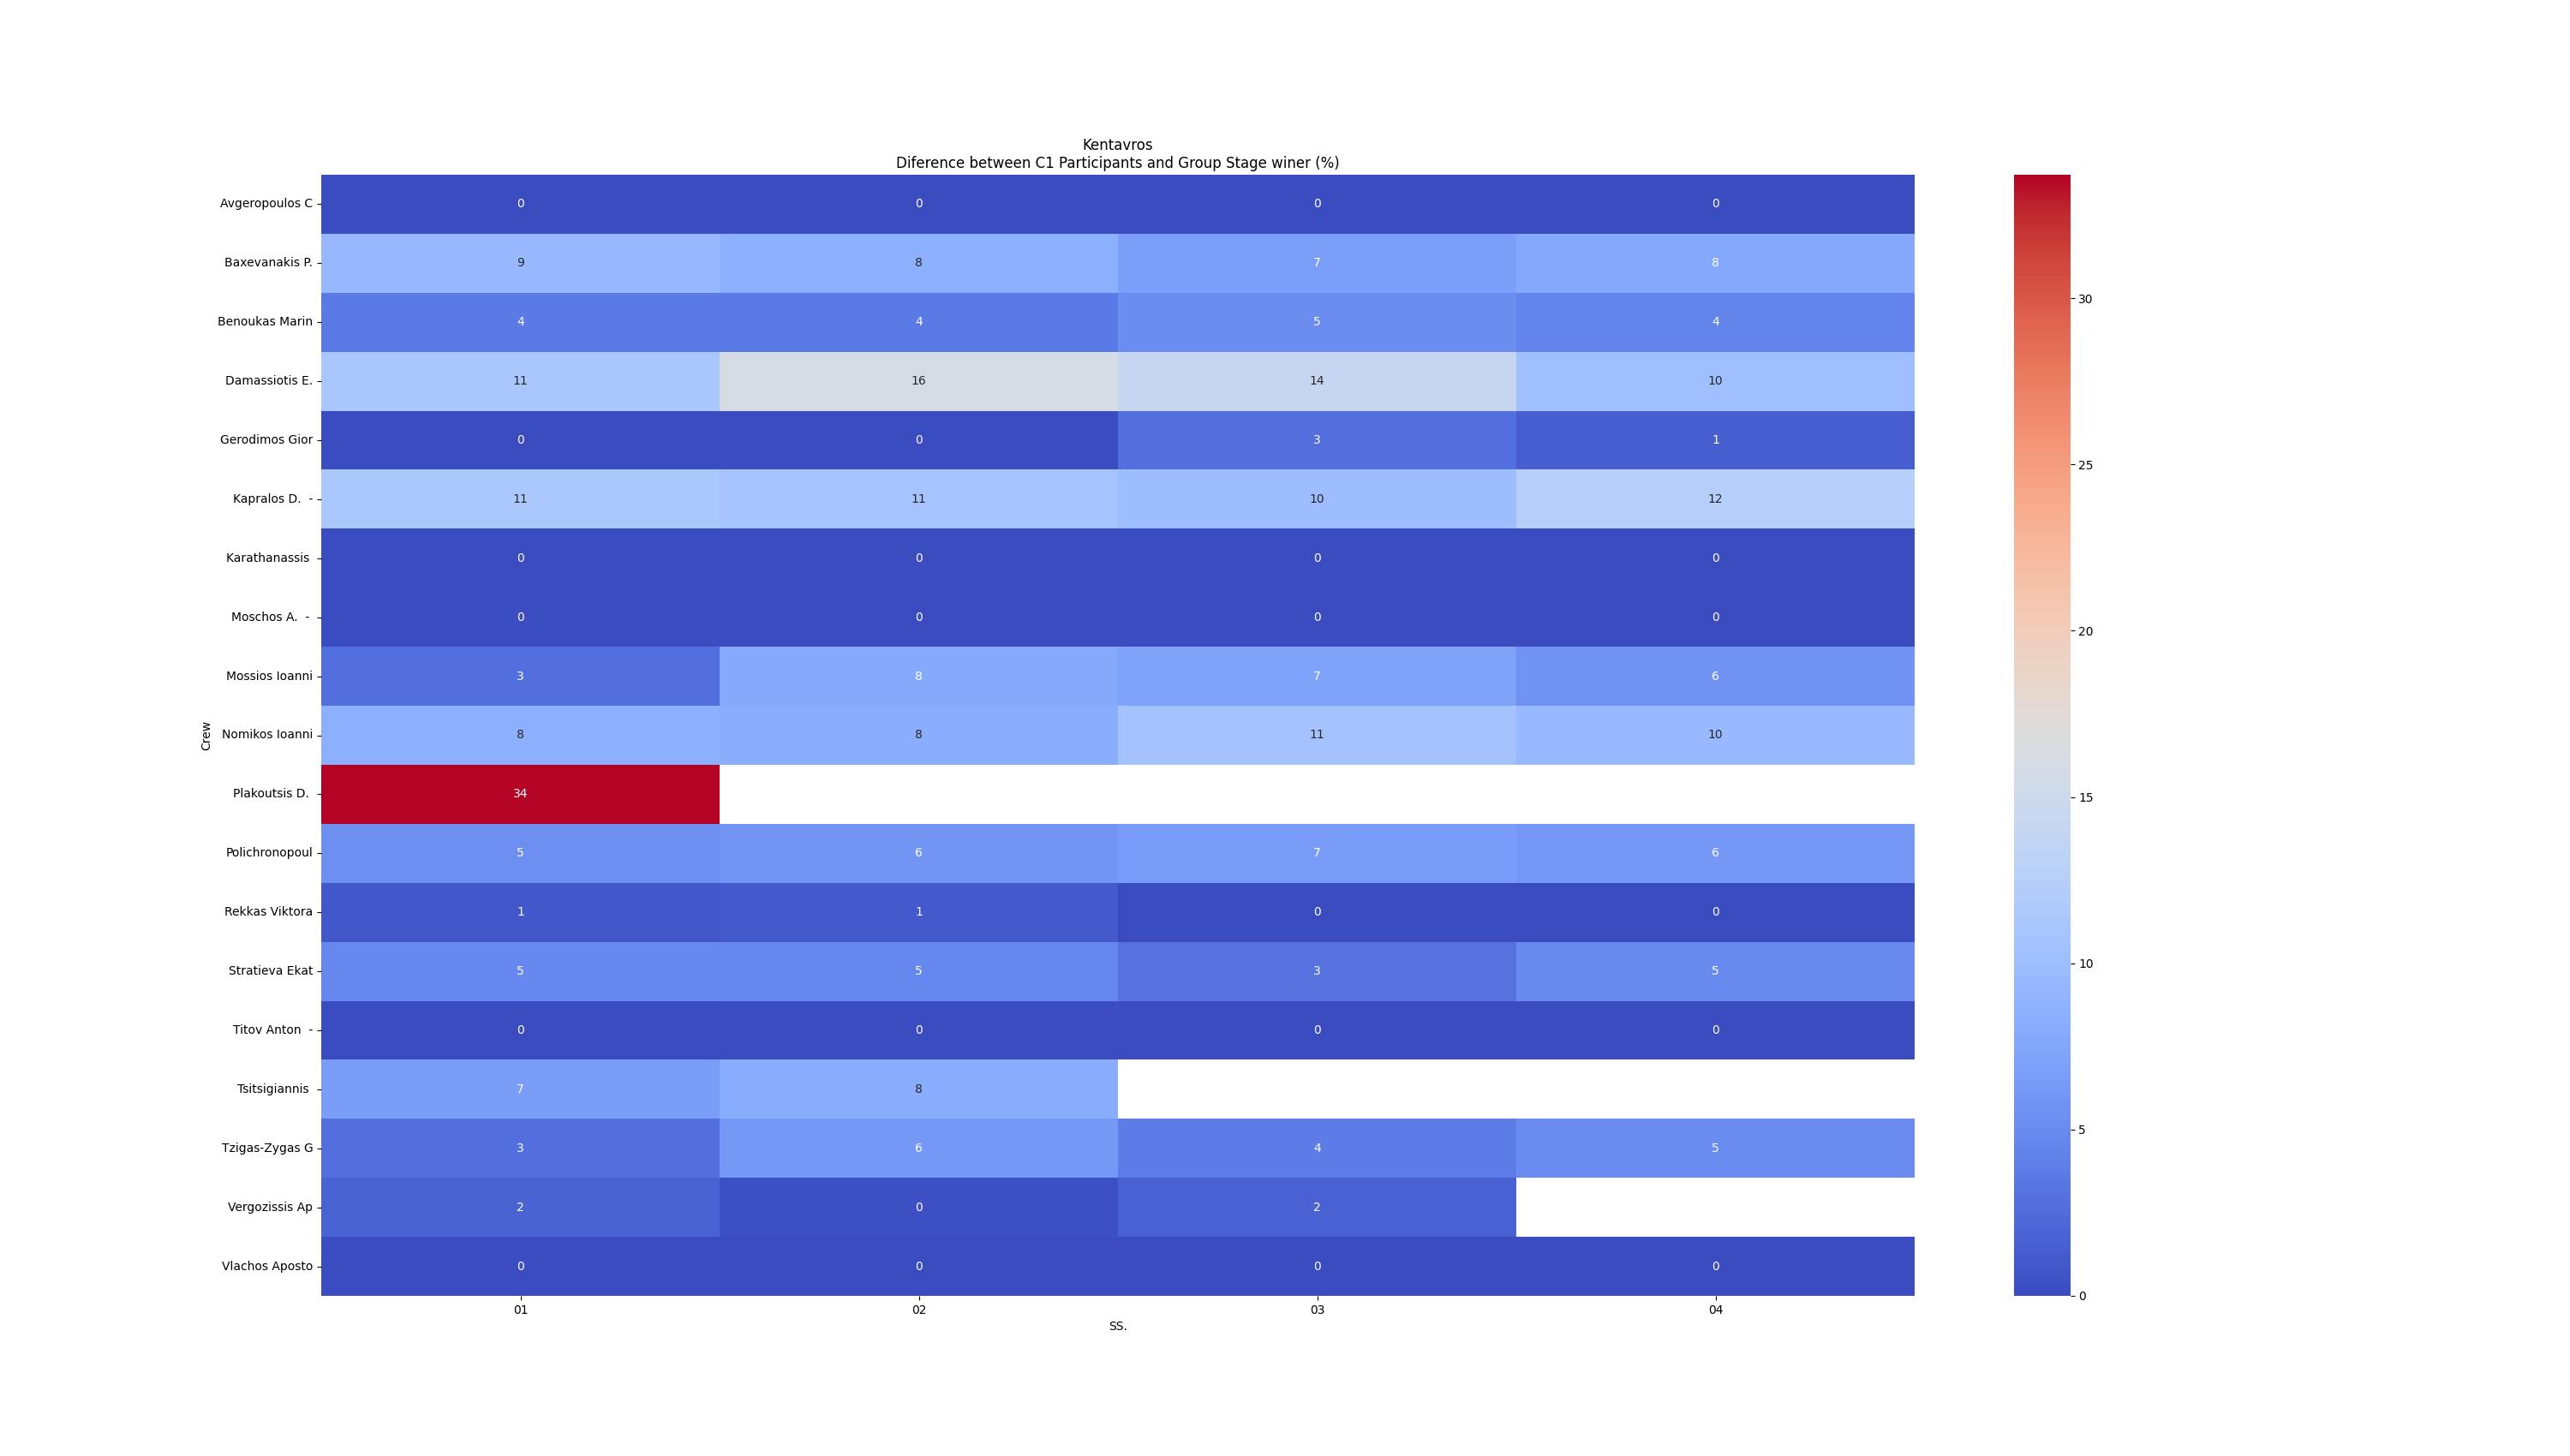 Kentavros
Diference between C1 Participants and Group Stage winer (%)
Avgeropoulos C 0 0 0 0
Baxevanakis P. 9 8 7 8
30
Benoukas Marin 4 4 5 4
Damassiotis E. 11 16 14 10
Gerodimos Gior 0 0 3 1
25
Kapralos D. - 11 11 10 12
Karathanassis 0 0 0 0
Moschos A. - 0 0 0 0
20
Mossios Ioanni 3 8 7 6
Crew
Nomikos Ioanni 8 8 11 10
Plakoutsis D. 34
15
Polichronopoul 5 6 7 6
Rekkas Viktora 1 1 0 0
10
Stratieva Ekat 5 5 3 5
Titov Anton - 0 0 0 0
Tsitsigiannis 7 8
5
Tzigas-Zygas G 3 6 4 5
Vergozissis Ap 2 0 2
Vlachos Aposto 0 0 0 0
0
01 02 03 04
SS.